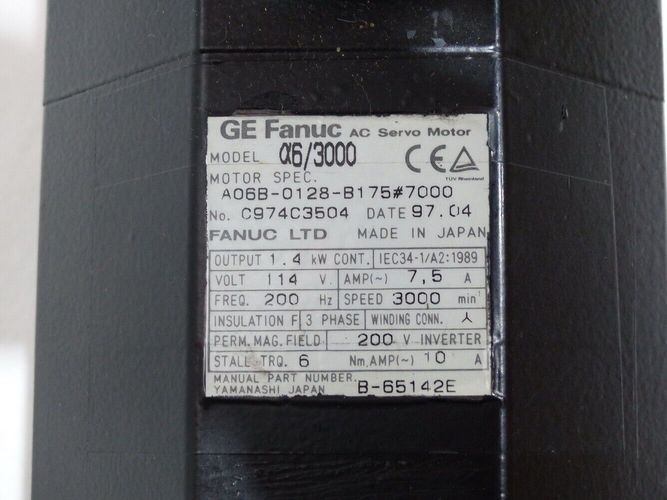 GE Fanuc AC Servo Motor
MODEL α6/3000 CE TÜV Rheinland
MOTOR SPEC.
A06B-0128-B175#7000
No. C974C3504 DATE 97.04
FANUC LTD MADE IN JAPAN
OUTPUT 1.4 kW CONT. IEC34-1/A2:1989
VOLT 114 V. AMP(~) 7,5 A
FREQ. 200 Hz SPEED 3000 min⁻¹
INSULATION F 3 PHASE WINDING CONN. 人
PERM. MAG. FIELD 200 V INVERTER
STALL TRQ. 6 Nm, AMP(~) 10 A
MANUAL PART NUMBER.
YAMANASHI JAPAN B-65142E